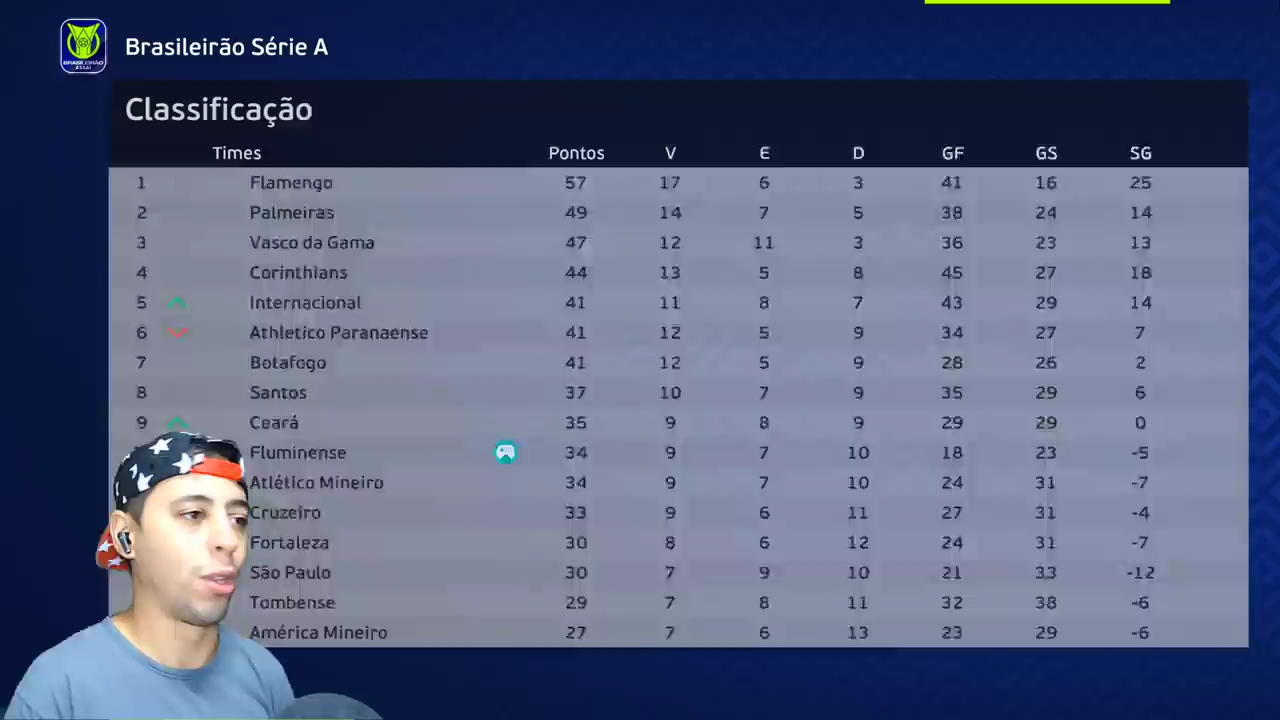 Brasileirão Série A
BRASILEIRÃO
ASSAÍ
Classificação
Times Pontos V E D GF GS SG
1 Flamengo 57 17 6 3 41 16 25
2 Palmeiras 49 14 7 5 38 24 14
3 Vasco da Gama 47 12 11 3 36 23 13
4 Corinthians 44 13 5 8 45 27 18
5 Internacional 41 11 8 7 43 29 14
6 Athletico Paranaense 41 12 5 9 34 27 7
7 Botafogo 41 12 5 9 28 26 2
8 Santos 37 10 7 9 35 29 6
9 Ceará 35 9 8 9 29 29 0
Fluminense 34 9 7 10 18 23 -5
Atlético Mineiro 34 9 7 10 24 31 -7
Cruzeiro 33 9 6 11 27 31 -4
Fortaleza 30 8 6 12 24 31 -7
São Paulo 30 7 9 10 21 33 -12
Tombense 29 7 8 11 32 38 -6
América Mineiro 27 7 6 13 23 29 -6